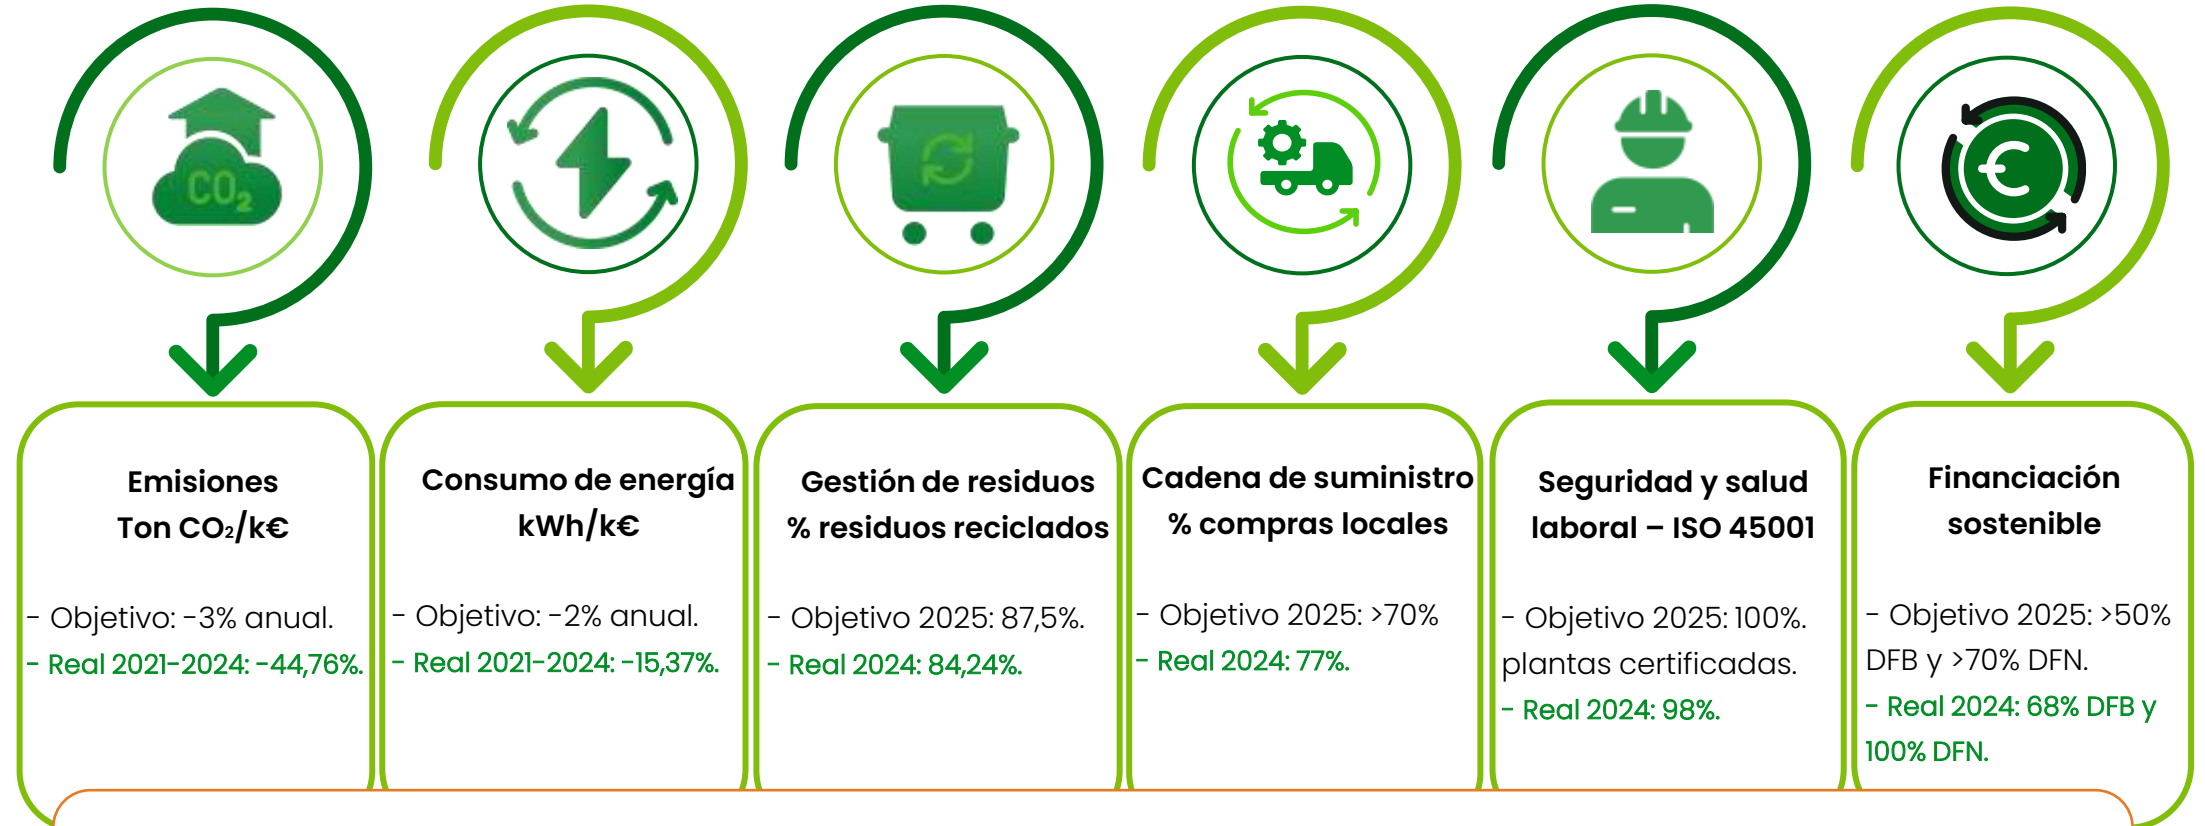 CO₂
Emisiones
Ton CO₂/k€
- Objetivo: -3% anual.
- Real 2021-2024: -44,76%.
Consumo de energía
kWh/k€
- Objetivo: -2% anual.
- Real 2021-2024: -15,37%.
Gestión de residuos
% residuos reciclados
- Objetivo 2025: 87,5%.
- Real 2024: 84,24%.
Cadena de suministro
% compras locales
- Objetivo 2025: >70%
- Real 2024: 77%.
Seguridad y salud
laboral – ISO 45001
- Objetivo 2025: 100%.
plantas certificadas.
- Real 2024: 98%.
€
Financiación
sostenible
- Objetivo 2025: >50%
DFB y >70% DFN.
- Real 2024: 68% DFB y
100% DFN.